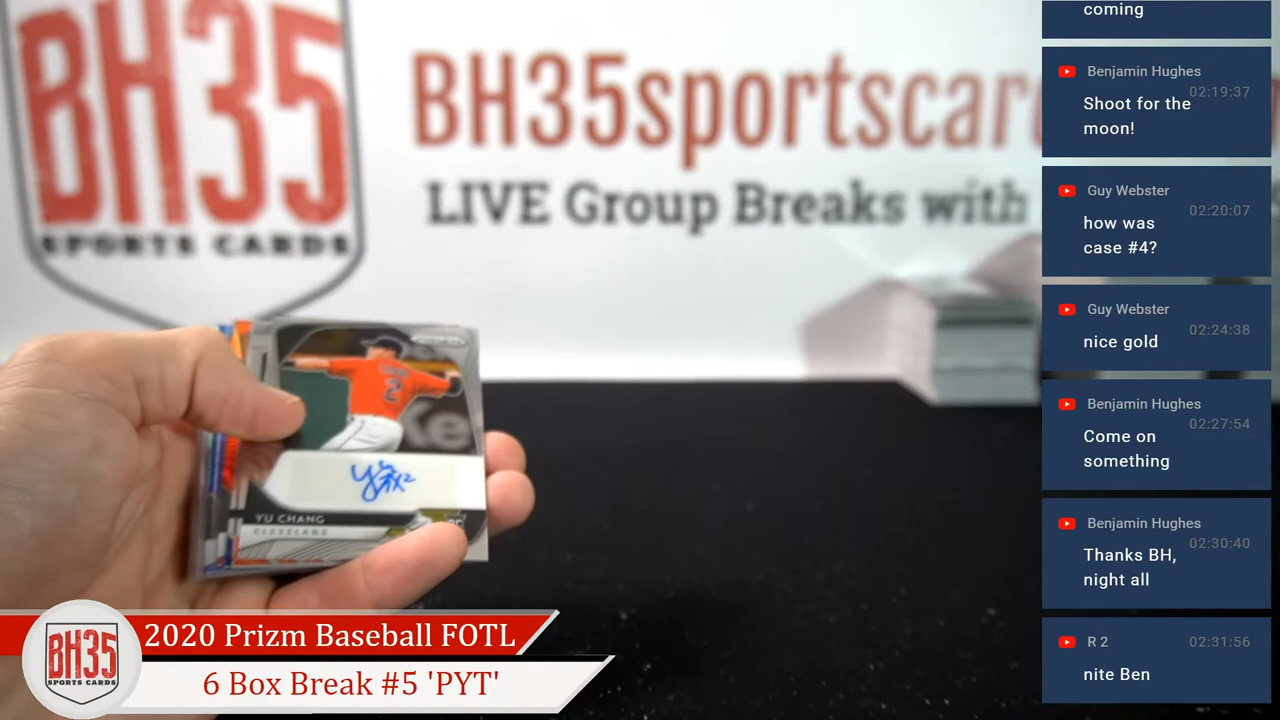 BH35
SPORTS CARDS
BH35sportscar
LIVE Group Breaks with
YU CHANG
CLEVELAND
2
BH35
SPORTS CARDS
2020 Prizm Baseball FOTL
6 Box Break #5 'PYT'
coming
Benjamin Hughes
02:19:37
Shoot for the
moon!
Guy Webster
02:20:07
how was
case #4?
Guy Webster
02:24:38
nice gold
Benjamin Hughes
02:27:54
Come on
something
Benjamin Hughes
02:30:40
Thanks BH,
night all
R 2
02:31:56
nite Ben